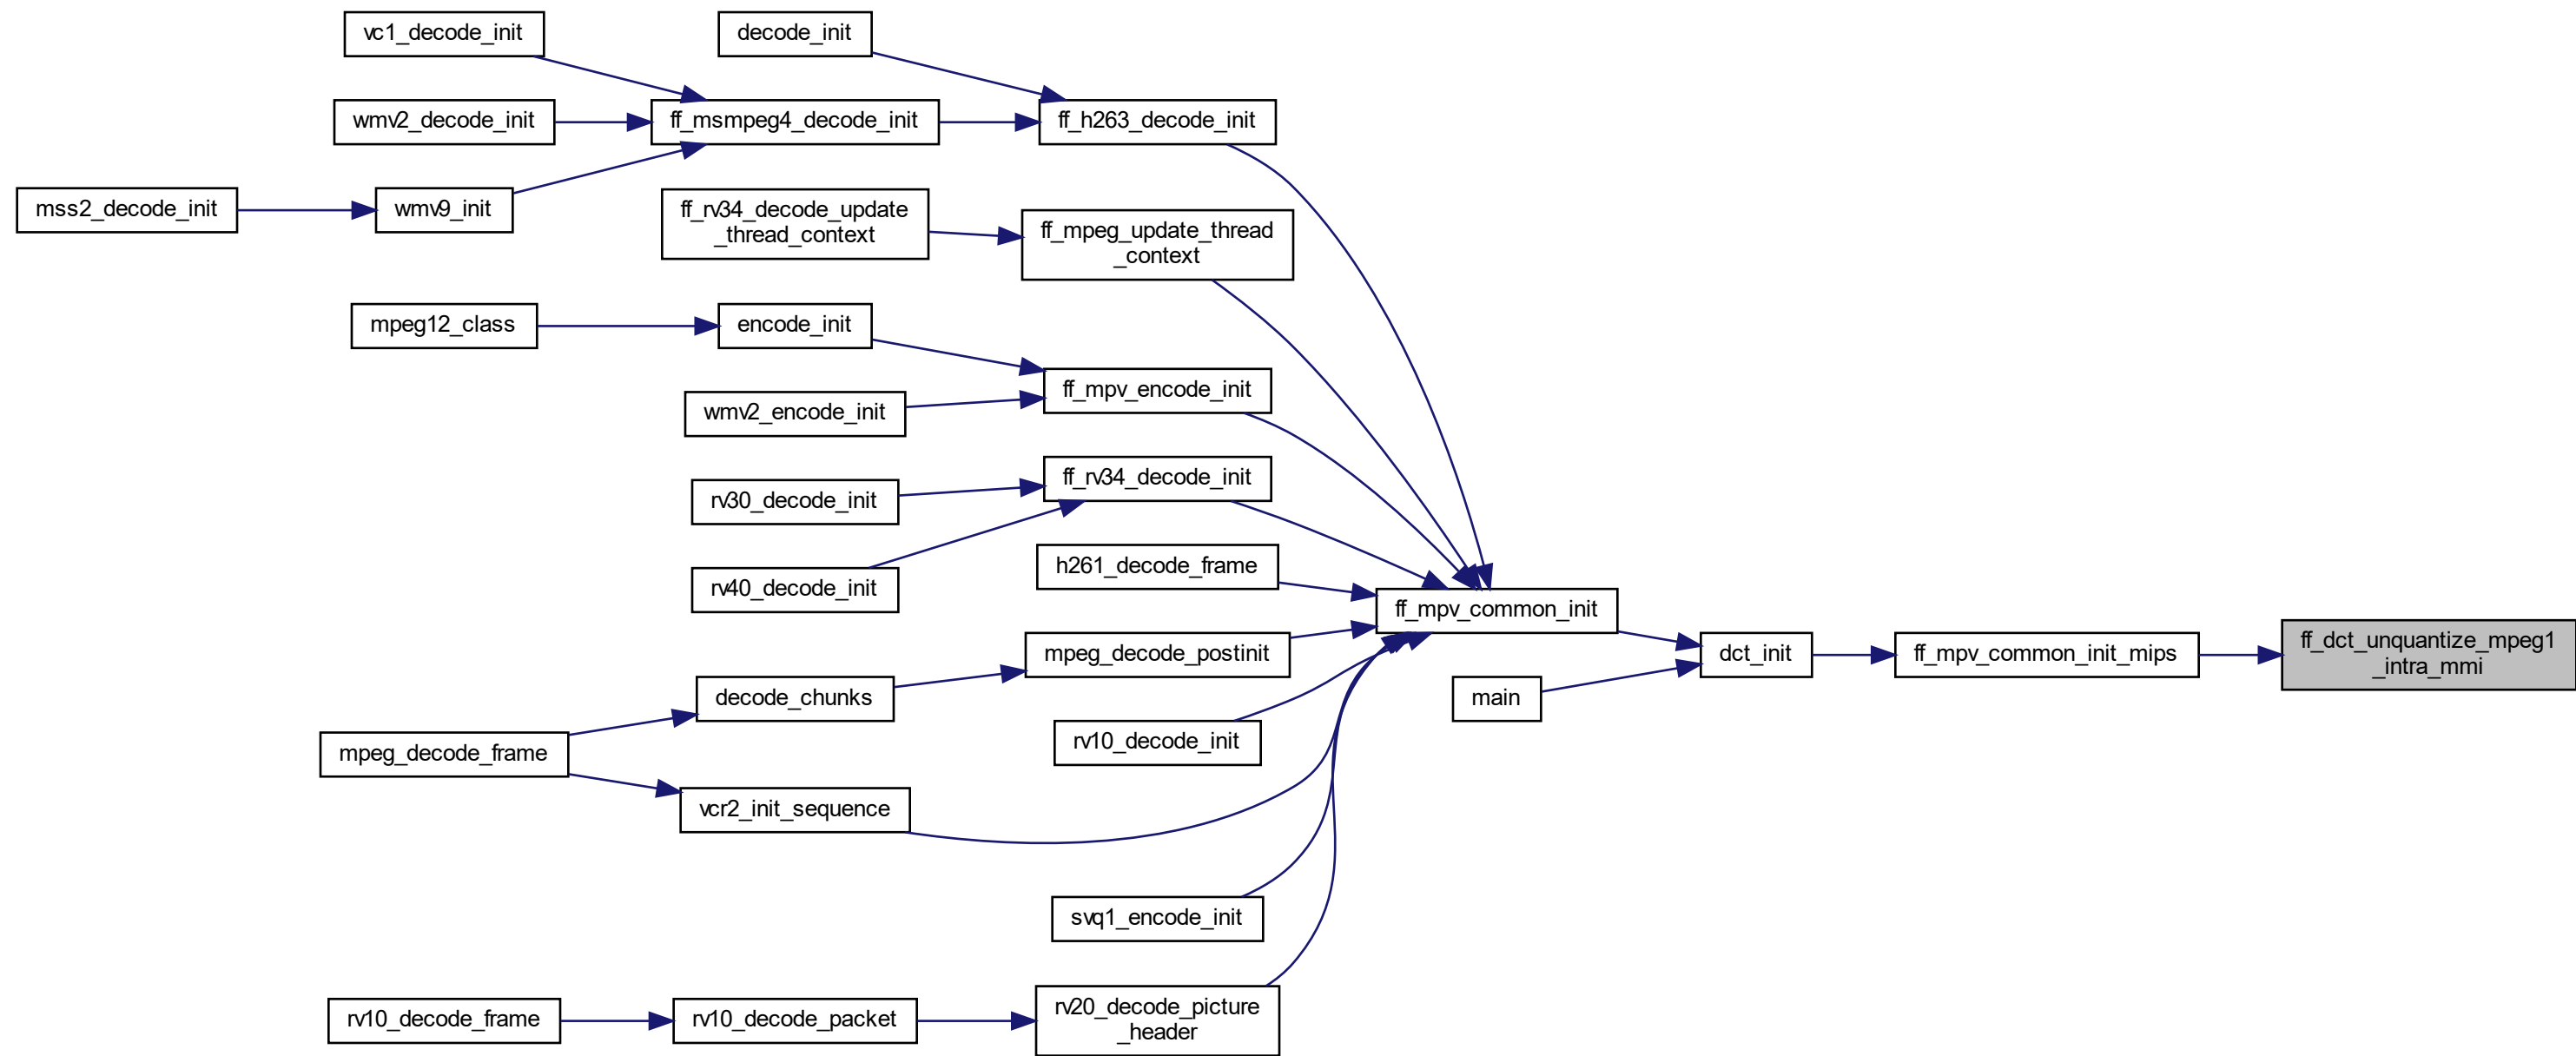 vc1_decode_init
decode_init
wmv2_decode_init
ff_msmpeg4_decode_init
ff_h263_decode_init
mss2_decode_init
wmv9_init
ff_rv34_decode_update
_thread_context
ff_mpeg_update_thread
_context
mpeg12_class
encode_init
ff_mpv_encode_init
wmv2_encode_init
ff_rv34_decode_init
rv30_decode_init
h261_decode_frame
rv40_decode_init
ff_mpv_common_init
mpeg_decode_postinit
dct_init
ff_mpv_common_init_mips
ff_dct_unquantize_mpeg1
_intra_mmi
decode_chunks
main
rv10_decode_init
mpeg_decode_frame
vcr2_init_sequence
svq1_encode_init
rv10_decode_frame
rv10_decode_packet
rv20_decode_picture
_header